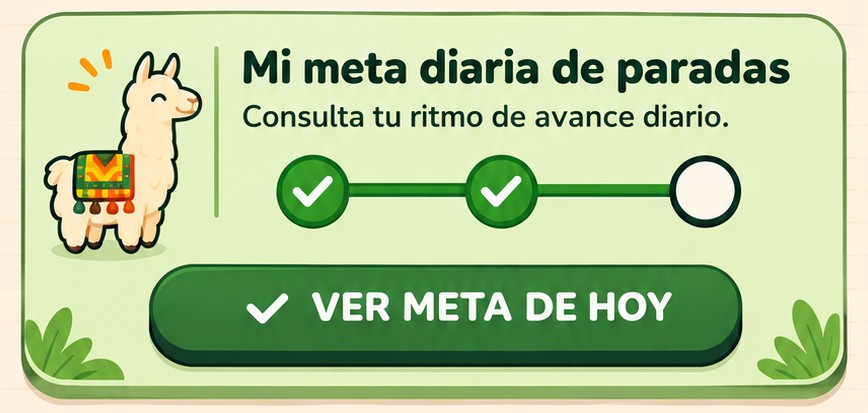 Mi meta diaria de paradas
Consulta tu ritmo de avance diario.
VER META DE HOY